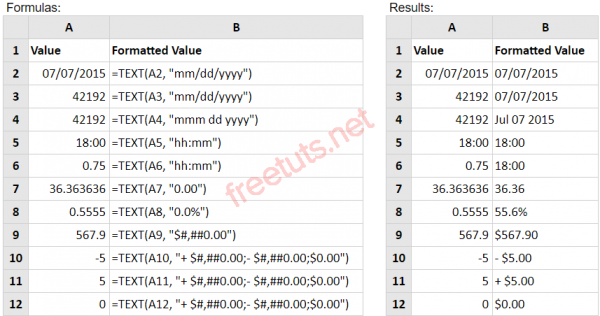 Formulas: Results:
A B A B
1 Value Formatted Value 1 Value Formatted Value
2 07/07/2015 =TEXT(A2, "mm/dd/yyyy") 2 07/07/2015 07/07/2015
3 42192 =TEXT(A3, "mm/dd/yyyy") 3 42192 07/07/2015
4 42192 =TEXT(A4, "mmm dd yyyy") 4 42192 Jul 07 2015
5 18:00 =TEXT(A5, "hh:mm") 5 18:00 18:00
6 0.75 =TEXT(A6, "hh:mm") 6 0.75 18:00
7 36.363636 =TEXT(A7, "0.00") 7 36.363636 36.36
8 0.5555 =TEXT(A8, "0.0%") 8 0.5555 55.6%
9 567.9 =TEXT(A9, "$#,##0.00") 9 567.9 $567.90
10 -5 =TEXT(A10, "+ $#,##0.00;- $#,##0.00;$0.00") 10 -5 - $5.00
11 5 =TEXT(A11, "+ $#,##0.00;- $#,##0.00;$0.00") 11 5 + $5.00
12 0 =TEXT(A12, "+ $#,##0.00;- $#,##0.00;$0.00") 12 0 $0.00
freetuts.net